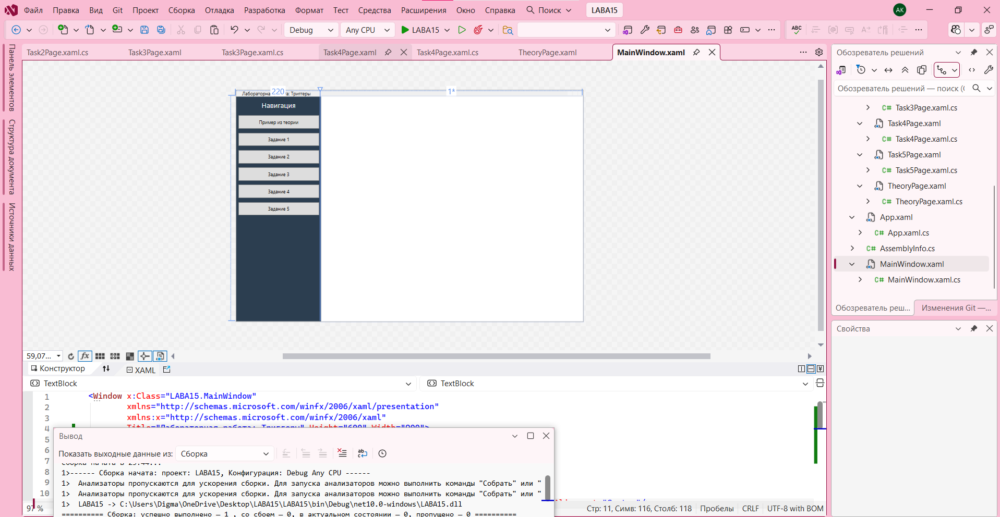 Файл Правка Вид Git Проект Сборка Отладка Разработка Формат Тест Средства Расширения Окно Справка Поиск LABA15 AK
Debug Any CPU LABA15
Панель элементов
Структура документа
Источники данных
Task2Page.xaml.cs Task3Page.xaml Task3Page.xaml.cs Task4Page.xaml Task4Page.xaml.cs TheoryPage.xaml MainWindow.xaml
220 1*
Навигация
Пример из теории
Задание 1
Задание 2
Задание 3
Задание 4
Задание 5
59,07...
Конструктор XAML
TextBlock TextBlock
1 <Window x:Class="LABA15.MainWindow"
2 xmlns="http://schemas.microsoft.com/winfx/2006/xaml/presentation"
3 xmlns:x="http://schemas.microsoft.com/winfx/2006/xaml"
4 Title="Лабораторная работа: Триггеры" Height="600" Width="900">
5
6
7
8
9
10
97 %
Вывод
Показать выходные данные из: Сборка
1>------ Сборка начата: проект: LABA15, Конфигурация: Debug Any CPU ------
1> Анализаторы пропускаются для ускорения сборки. Для запуска анализаторов можно выполнить команды "Собрать" или "
1> Анализаторы пропускаются для ускорения сборки. Для запуска анализаторов можно выполнить команды "Собрать" или "
1> LABA15 -> C:\Users\Digma\OneDrive\Desktop\LABA15\LABA15\bin\Debug\net10.0-windows\LABA15.dll
========== Сборка: успешно выполнено — 1 , со сбоем — 0, в актуальном состоянии — 0, пропущено — 0 ==========
Стр: 11, Симв: 116, Столб: 118 Пробелы CRLF UTF-8 with BOM
Обозреватель решений
Обозреватель решений — поиск (
C# Task3Page.xaml.cs
Task4Page.xaml
C# Task4Page.xaml.cs
Task5Page.xaml
C# Task5Page.xaml.cs
TheoryPage.xaml
C# TheoryPage.xaml.cs
App.xaml
C# App.xaml.cs
C# AssemblyInfo.cs
MainWindow.xaml
C# MainWindow.xaml.cs
Обозреватель реш... Изменения Git —...
Свойства